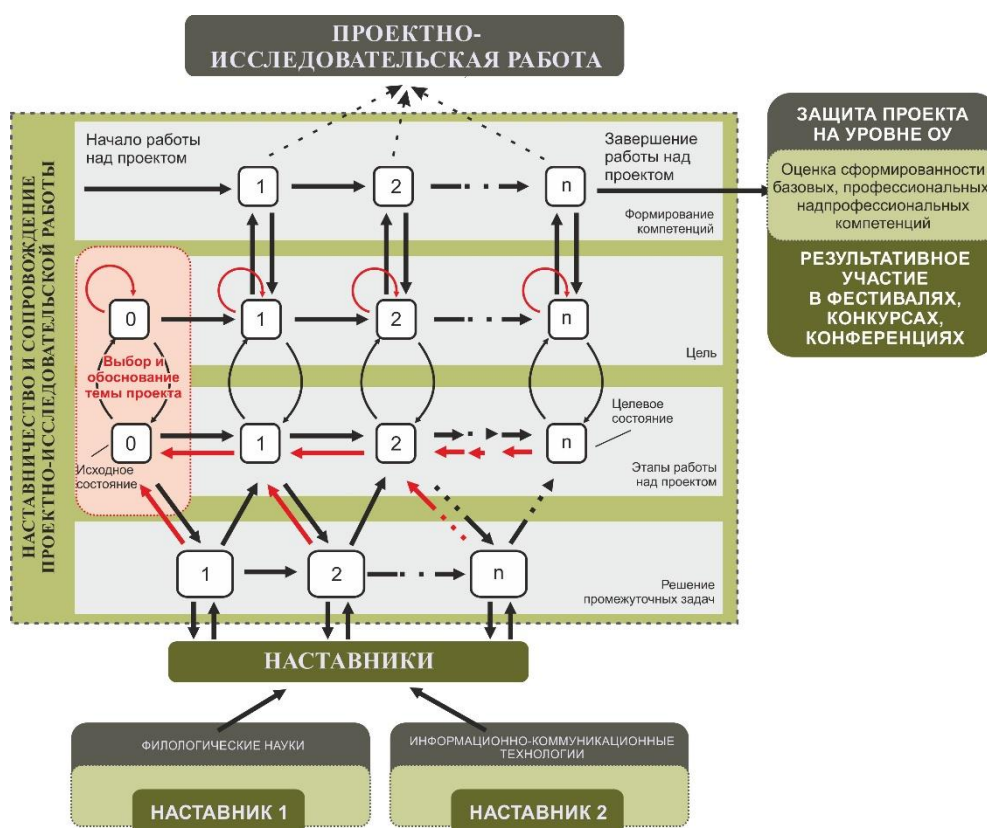 ПРОЕКТНО-
ИССЛЕДОВАТЕЛЬСКАЯ РАБОТА
НАСТАВНИЧЕСТВО И СОПРОВОЖДЕНИЕ
ПРОЕКТНО-ИССЛЕДОВАТЕЛЬСКОЙ РАБОТЫ
Начало работы
над проектом
Завершение
работы над
проектом
1
2
n
Формирование
компетенций
ЗАЩИТА ПРОЕКТА
НА УРОВНЕ ОУ
Оценка сформированности
базовых, профессиональных
надпрофессиональных
компетенций
РЕЗУЛЬТАТИВНОЕ
УЧАСТИЕ
В ФЕСТИВАЛЯХ,
КОНКУРСАХ,
КОНФЕРЕНЦИЯХ
0
1
2
n
Цель
Выбор и
обоснование
темы проекта
Целевое
состояние
0
1
2
n
Исходное
состояние
Этапы работы
над проектом
1
2
n
Решение
промежуточных задач
НАСТАВНИКИ
ФИЛОЛОГИЧЕСКИЕ НАУКИ
НАСТАВНИК 1
ИНФОРМАЦИОННО-КОММУНИКАЦИОННЫЕ
ТЕХНОЛОГИИ
НАСТАВНИК 2